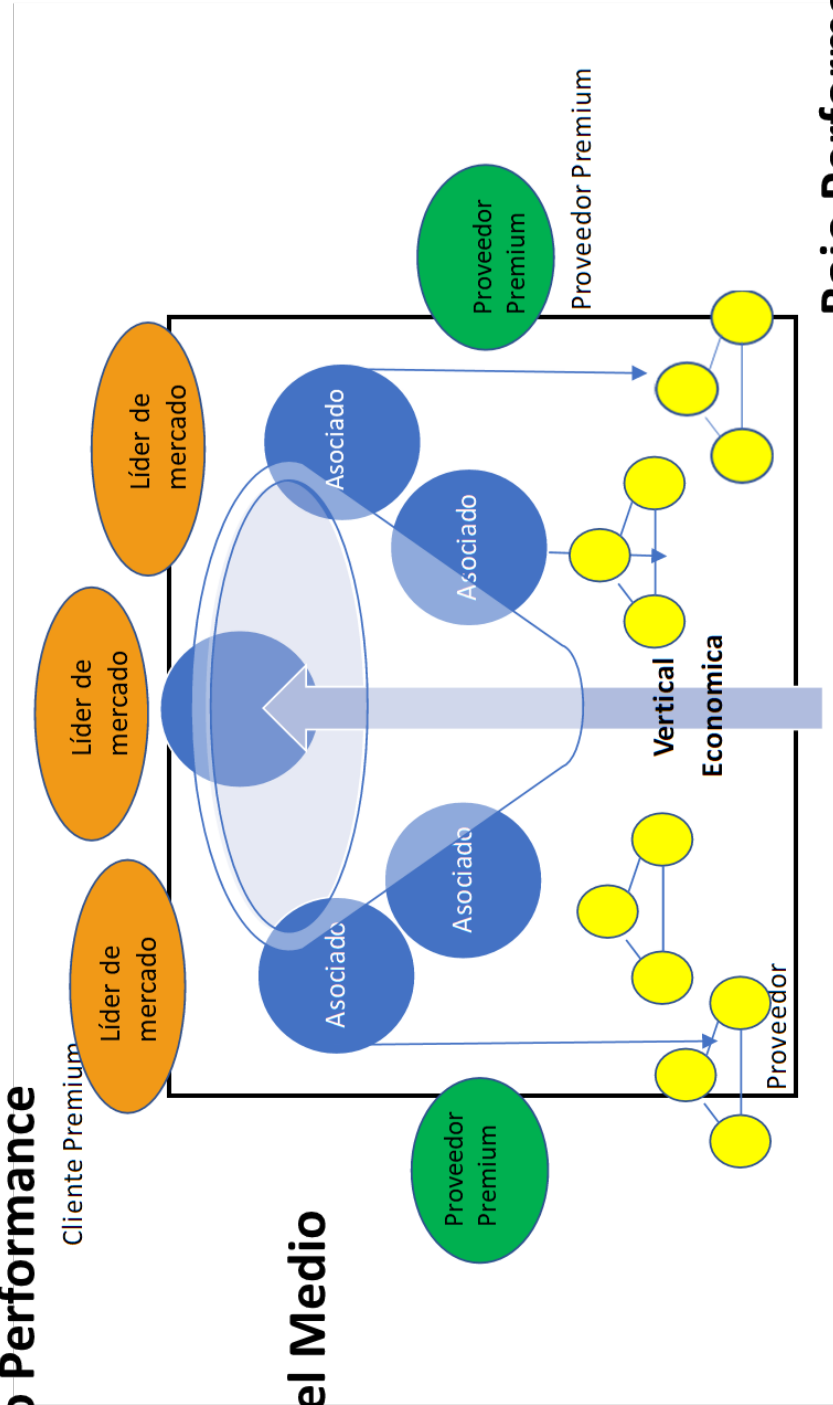 Performance
Cliente Premium
Líder de
mercado
Líder de
mercado
Líder de
mercado
el Medio
Asociado
Asociado
Asociado
Asociado
Proveedor
Premium
Proveedor
Premium
Proveedor Premium
Vertical
Economica
Proveedor